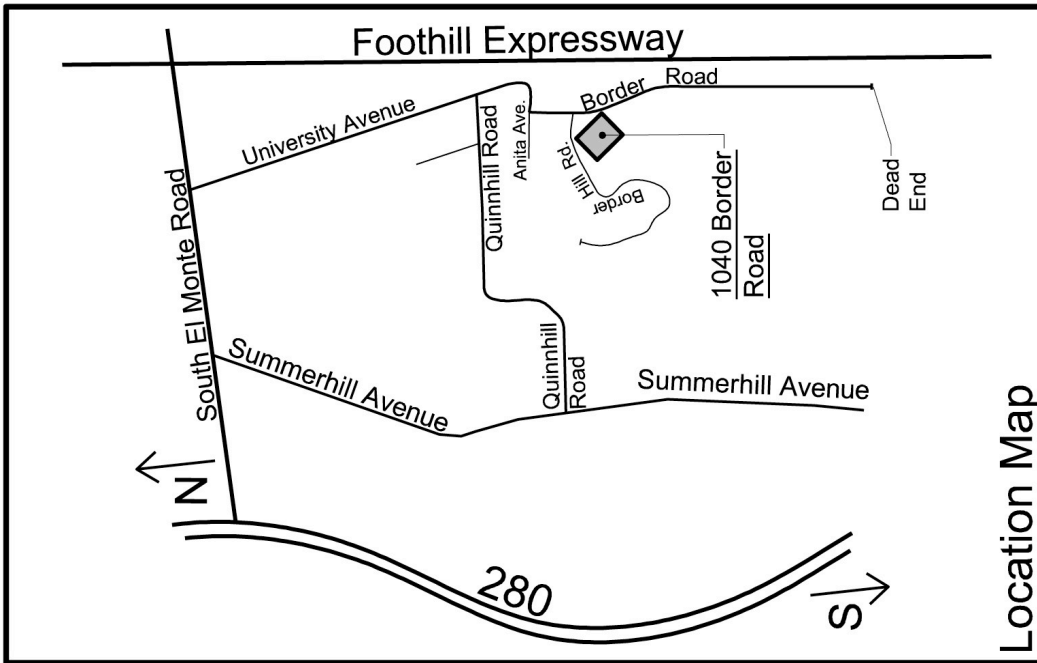 Foothill Expressway
University Avenue
Border Road
Anita Ave.
Quinnhill Road
Hill Rd.
Border
1040 Border
Road
Dead
End
South El Monte Road
Summerhill Avenue
Quinnhill
Road
Summerhill Avenue
N
280
S
Location Map